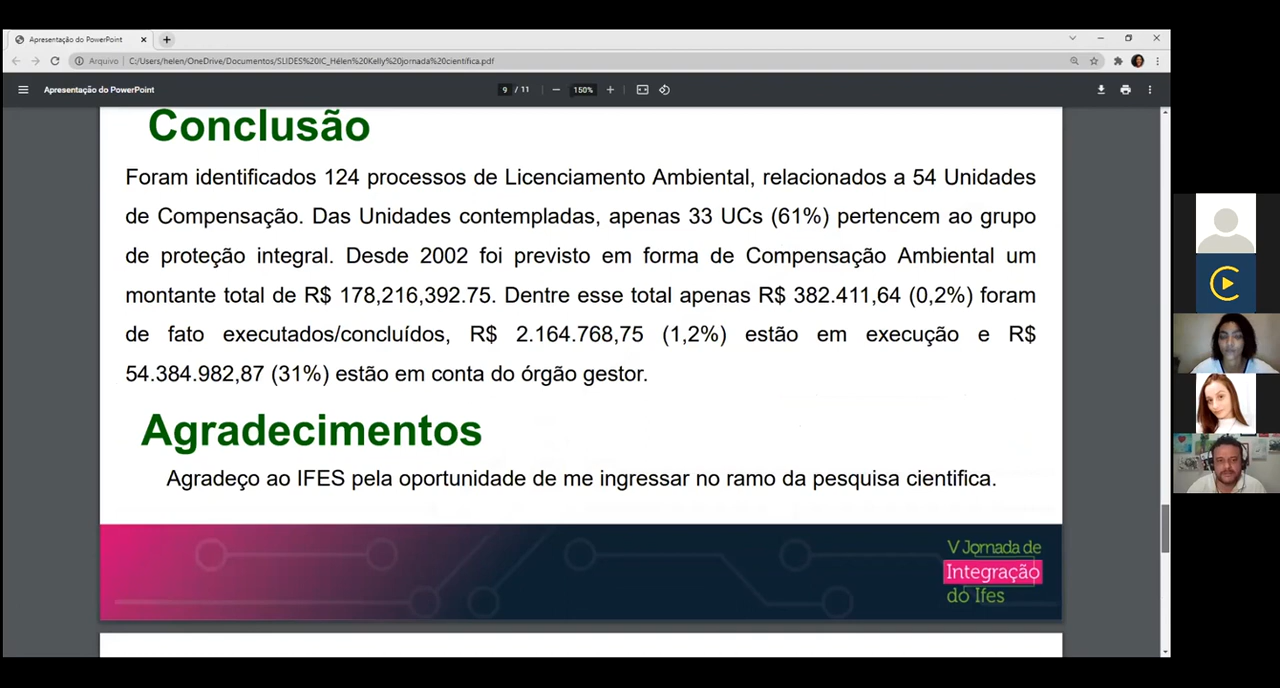 Apresentação do PowerPoint
Arquivo
C:/Users/helen/OneDrive/Documentos/SLIDES%20IC_Hélen%20Kelly%20jornada%20científica.pdf
Apresentação do PowerPoint
9 / 11
150%
Conclusão
Foram identificados 124 processos de Licenciamento Ambiental, relacionados a 54 Unidades
de Compensação. Das Unidades contempladas, apenas 33 UCs (61%) pertencem ao grupo
de proteção integral. Desde 2002 foi previsto em forma de Compensação Ambiental um
montante total de R$ 178,216,392.75. Dentre esse total apenas R$ 382.411,64 (0,2%) foram
de fato executados/concluídos, R$ 2.164.768,75 (1,2%) estão em execução e R$
54.384.982,87 (31%) estão em conta do órgão gestor.
Agradecimentos
Agradeço ao IFES pela oportunidade de me ingressar no ramo da pesquisa cientifica.
V Jornada de
Integração
do Ifes